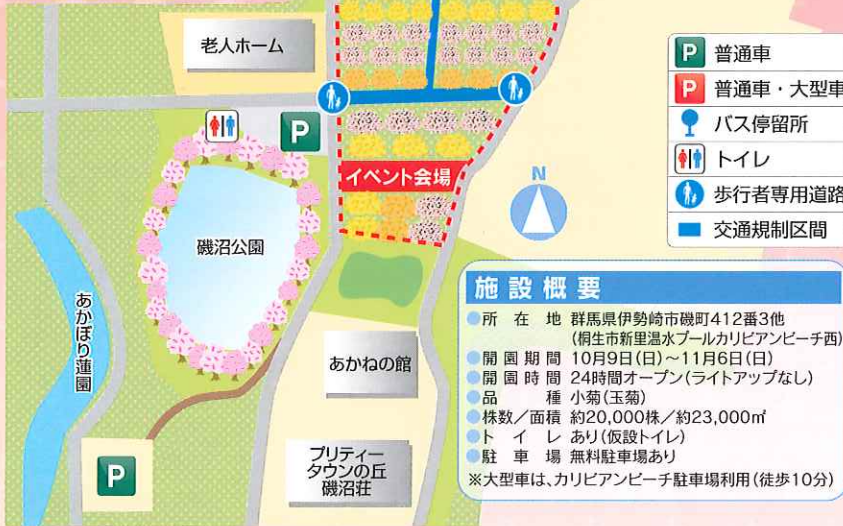 老人ホーム
P
イベント会場
磯沼公園
あかぼり蓮園
あかねの館
プリティー
タウンの丘
磯沼荘
P
N
P 普通車
P 普通車・大型車
バス停留所
トイレ
歩行者専用道路
交通規制区間
施設概要
所在地 群馬県伊勢崎市磯町412番3他
(桐生市新里温水プールカリビアンビーチ西)
開園期間 10月9日(日)～11月6日(日)
開園時間 24時間オープン(ライトアップなし)
品種 小菊(玉菊)
株数／面積 約20,000株／約23,000㎡
トイレ あり(仮設トイレ)
駐車場 無料駐車場あり
※大型車は、カリビアンビーチ駐車場利用(徒歩10分)